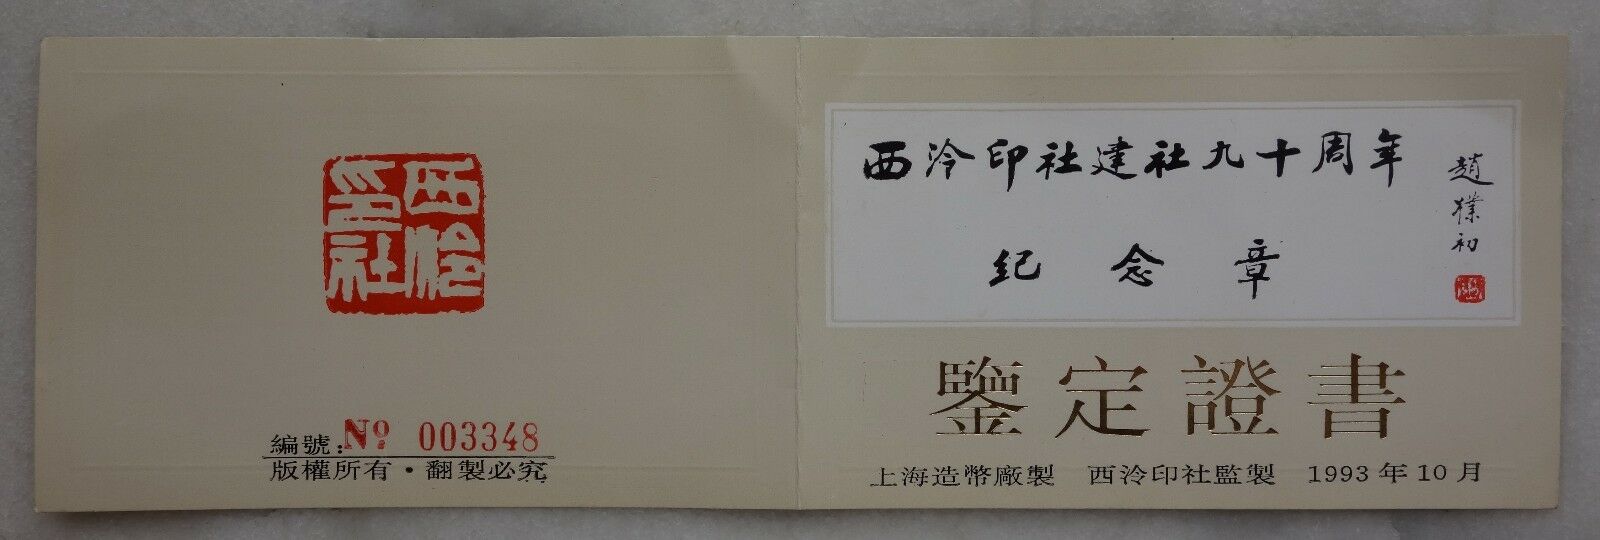 西泠
印社
編號: Nº 003348
版權所有·翻製必究
西泠印社建社九十周年
紀念章
趙樸初
鑒定證書
上海造幣廠製 西泠印社監製 1993年10月